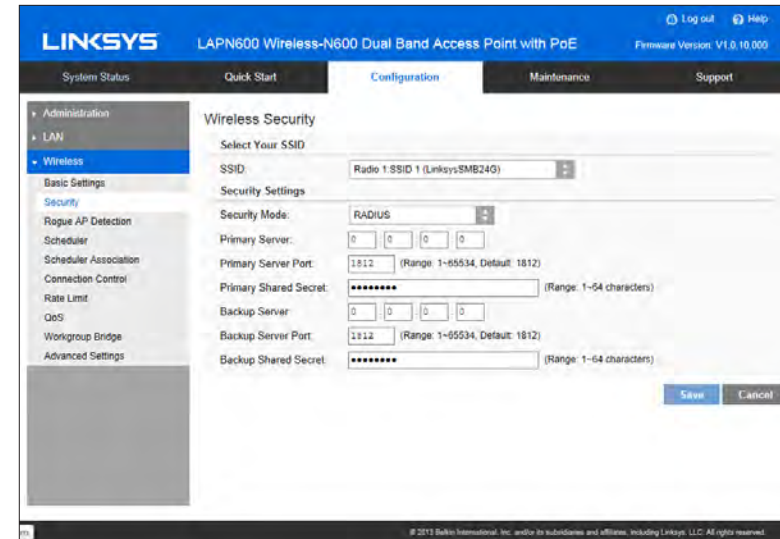 Log out Help
LINKSYS LAPN600 Wireless-N600 Dual Band Access Point with PoE Firmware Version: V1.0.10.000
System Status Quick Start Configuration Maintenance Support
Administration
LAN
Wireless
Basic Settings
Security
Rogue AP Detection
Scheduler
Scheduler Association
Connection Control
Rate Limit
QoS
Workgroup Bridge
Advanced Settings
Wireless Security
Select Your SSID
SSID: Radio 1:SSID 1 (LinksysSMB24G)
Security Settings
Security Mode: RADIUS
Primary Server: 0 . 0 . 0 . 0
Primary Server Port: 1812 (Range: 1~65534, Default: 1812)
Primary Shared Secret: •••••••• (Range: 1~64 characters)
Backup Server: 0 . 0 . 0 . 0
Backup Server Port: 1812 (Range: 1~65534, Default: 1812)
Backup Shared Secret: •••••••• (Range: 1~64 characters)
Save Cancel
© 2013 Belkin International, Inc. and/or its subsidiaries and affiliates, including Linksys, LLC. All rights reserved.